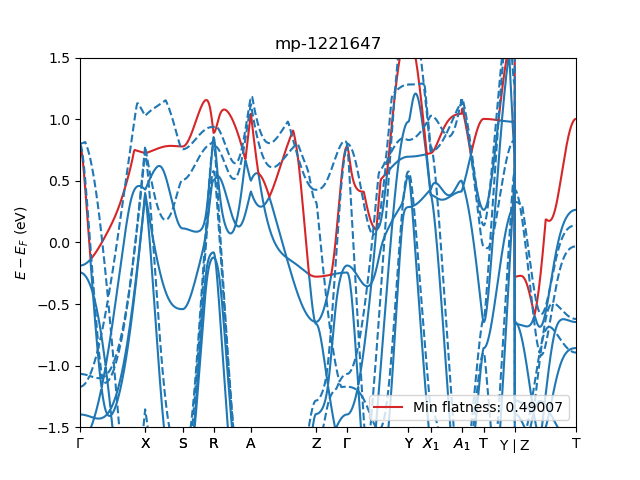 mp-1221647
1.5
1.0
0.5
0.0
−0.5
−1.0
−1.5
E − E_F (eV)
Γ X S R A Z Γ Y X₁ A₁ T Y | Z T
Min flatness: 0.49007